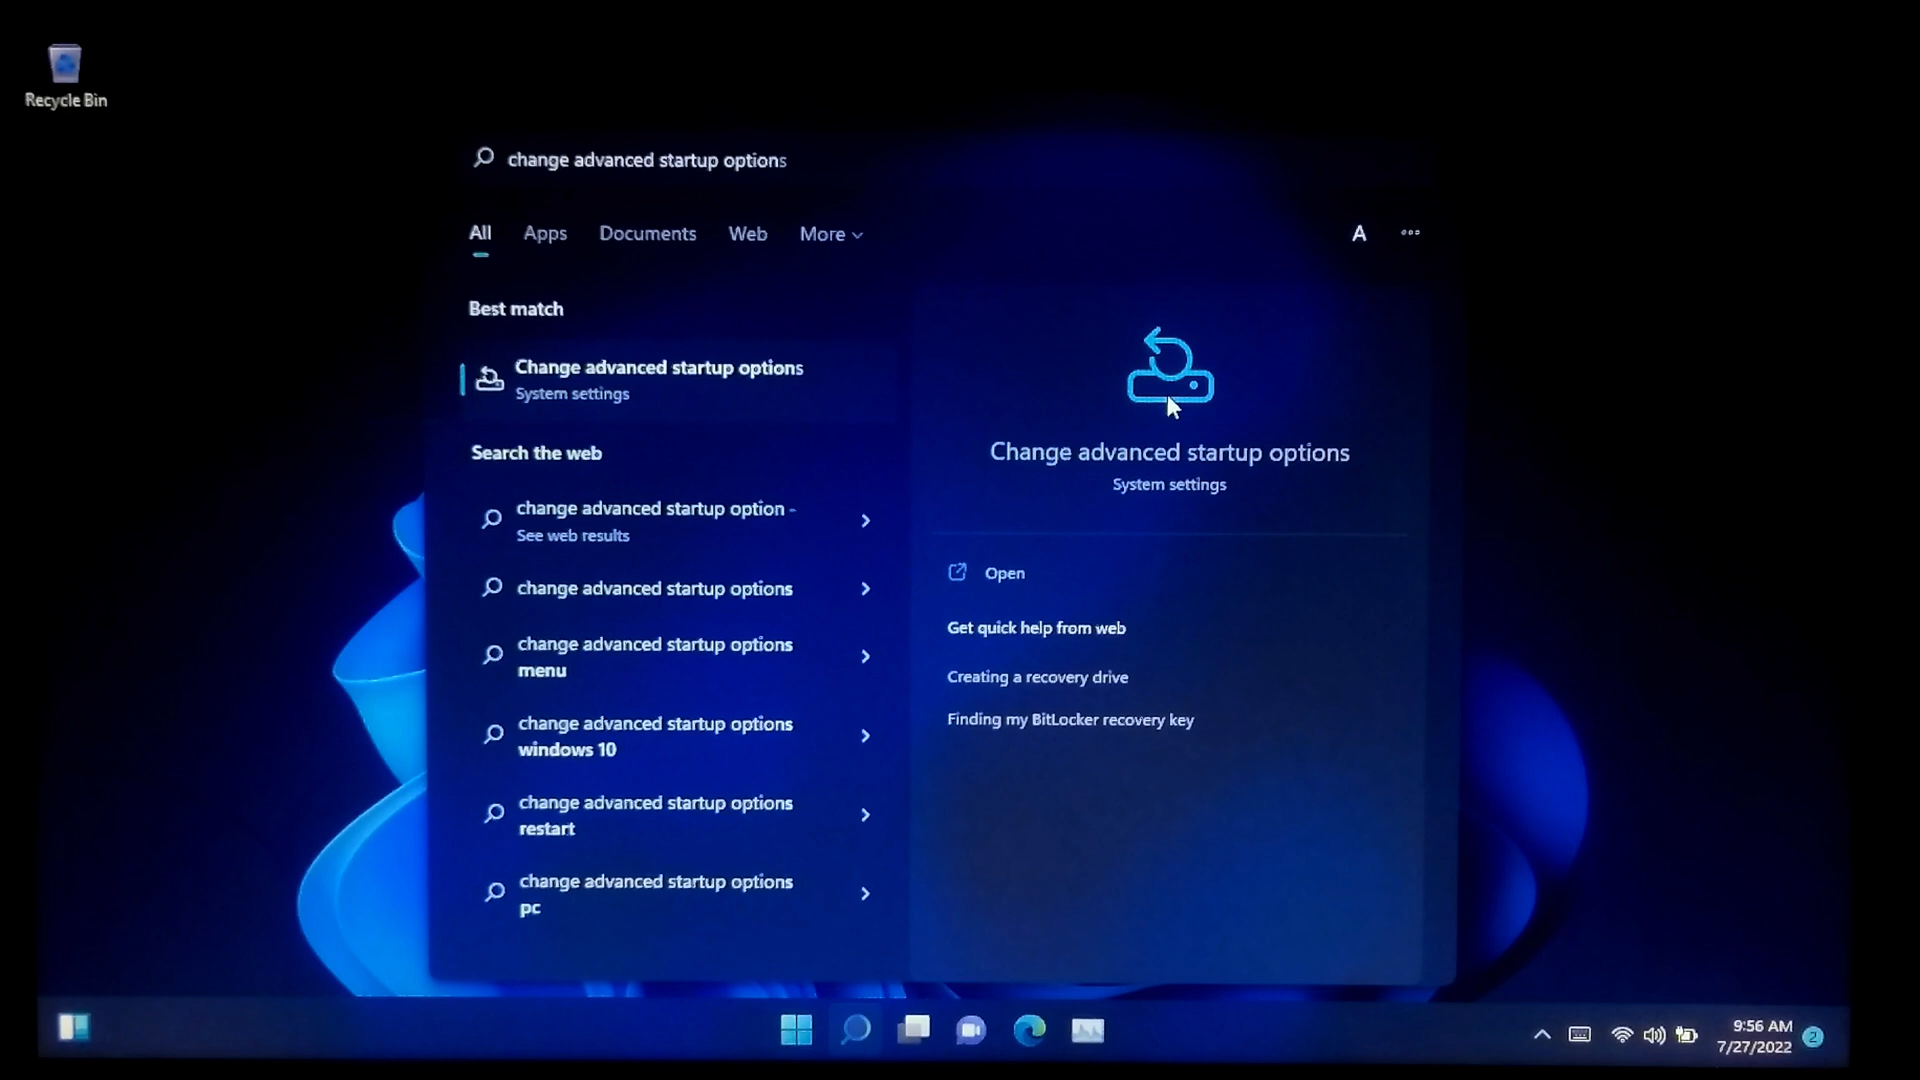 Recycle Bin
change advanced startup options
All Apps Documents Web More
A
Best match
Change advanced startup options
System settings
Search the web
change advanced startup option -
See web results
change advanced startup options
change advanced startup options
menu
change advanced startup options
windows 10
change advanced startup options
restart
change advanced startup options
pc
Change advanced startup options
System settings
Open
Get quick help from web
Creating a recovery drive
Finding my BitLocker recovery key
9:56 AM
7/27/2022
2